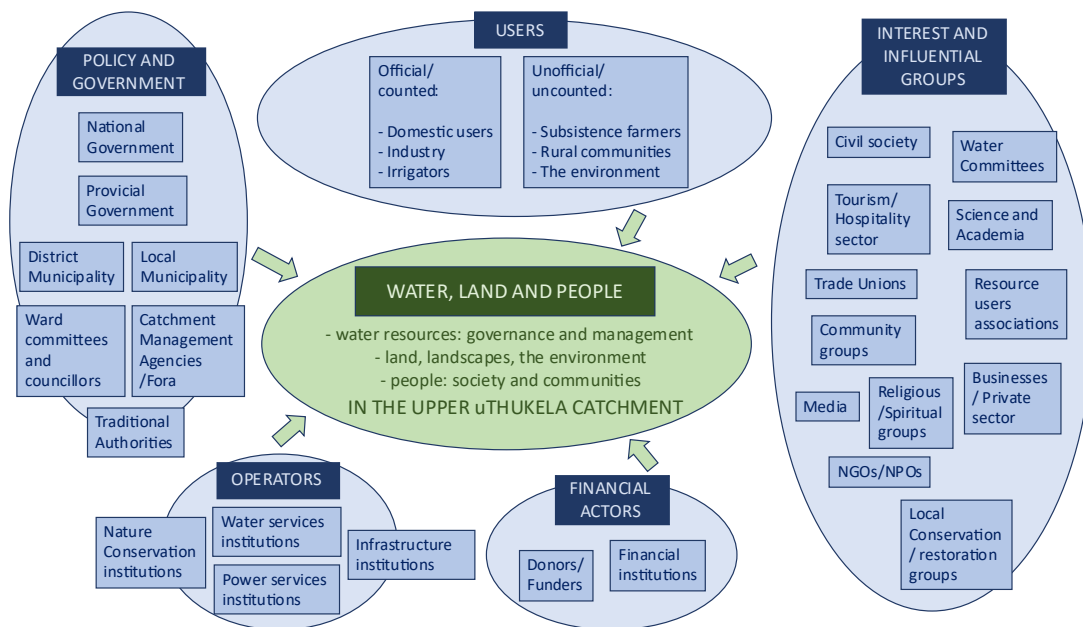 POLICY AND
GOVERNMENT
National
Government
Provicial
Government
District
Municipality
Local
Municipality
Ward
committees
and
councillors
Catchment
Management
Agencies
/Fora
Traditional
Authorities
USERS
Official/
counted:
- Domestic users
- Industry
- Irrigators
Unofficial/
uncounted:
- Subsistence farmers
- Rural communities
- The environment
INTEREST AND
INFLUENTIAL
GROUPS
Civil society
Water
Committees
Tourism/
Hospitality
sector
Science and
Academia
Trade Unions
Resource
users
associations
Community
groups
Media
Religious
/Spiritual
groups
Businesses
/ Private
sector
NGOs/NPOs
Local
Conservation
/ restoration
groups
WATER, LAND AND PEOPLE
- water resources: governance and management
- land, landscapes, the environment
- people: society and communities
IN THE UPPER uTHUKELA CATCHMENT
OPERATORS
Nature
Conservation
institutions
Water services
institutions
Power services
institutions
Infrastructure
institutions
FINANCIAL
ACTORS
Donors/
Funders
Financial
institutions